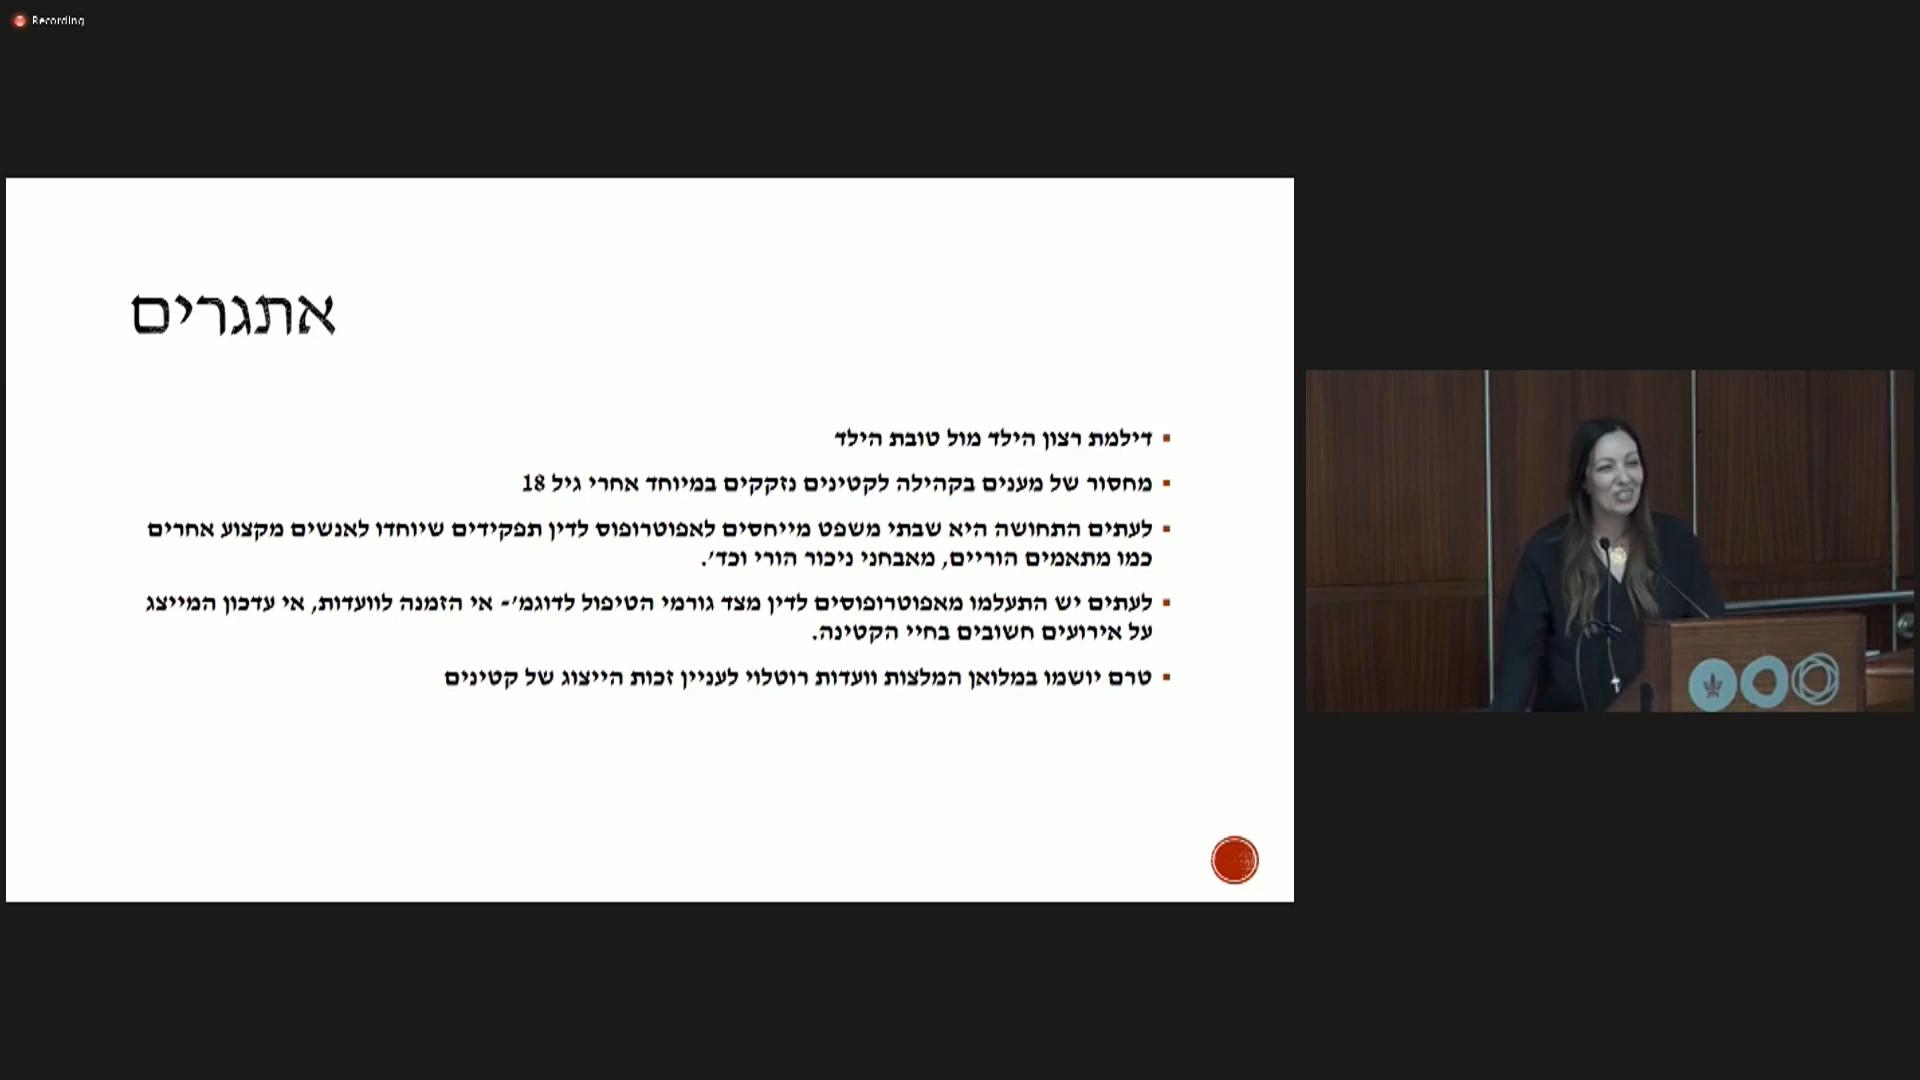 Recording
אתגרים
▪ דילמת רצון הילד מול טובת הילד
▪ מחסור של מענים בקהילה לקטינים נזקקים במיוחד אחרי גיל 18
▪ לעתים התחושה היא שבתי משפט מייחסים לאפוטרופוס לדין תפקידים שיוחדו לאנשים מקצוע אחרים
כמו מתאמים הוריים, מאבחני ניכור הורי וכד'.
▪ לעתים יש התעלמו מאפוטרופוסים לדין מצד גורמי הטיפול לדוגמ'- אי הזמנה לוועדות, אי עדכון המייצג
על אירועים חשובים בחיי הקטינה.
▪ טרם יושמו במלואן המלצות וועדות רוטלוי לעניין זכות הייצוג של קטינים